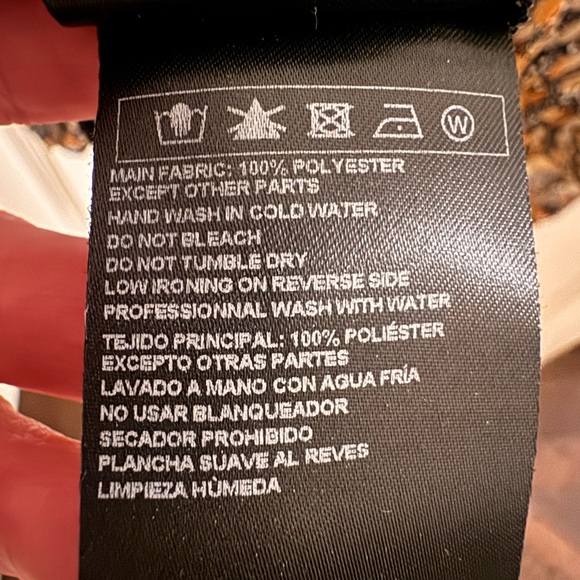 W
MAIN FABRIC: 100% POLYESTER
EXCEPT OTHER PARTS
HAND WASH IN COLD WATER
DO NOT BLEACH
DO NOT TUMBLE DRY
LOW IRONING ON REVERSE SIDE
PROFESSIONNAL WASH WITH WATER
TEJIDO PRINCIPAL: 100% POLIÉSTER
EXCEPTO OTRAS PARTES
LAVADO A MANO CON AGUA FRÍA
NO USAR BLANQUEADOR
SECADOR PROHIBIDO
PLANCHA SUAVE AL REVES
LIMPIEZA HÙMEDA